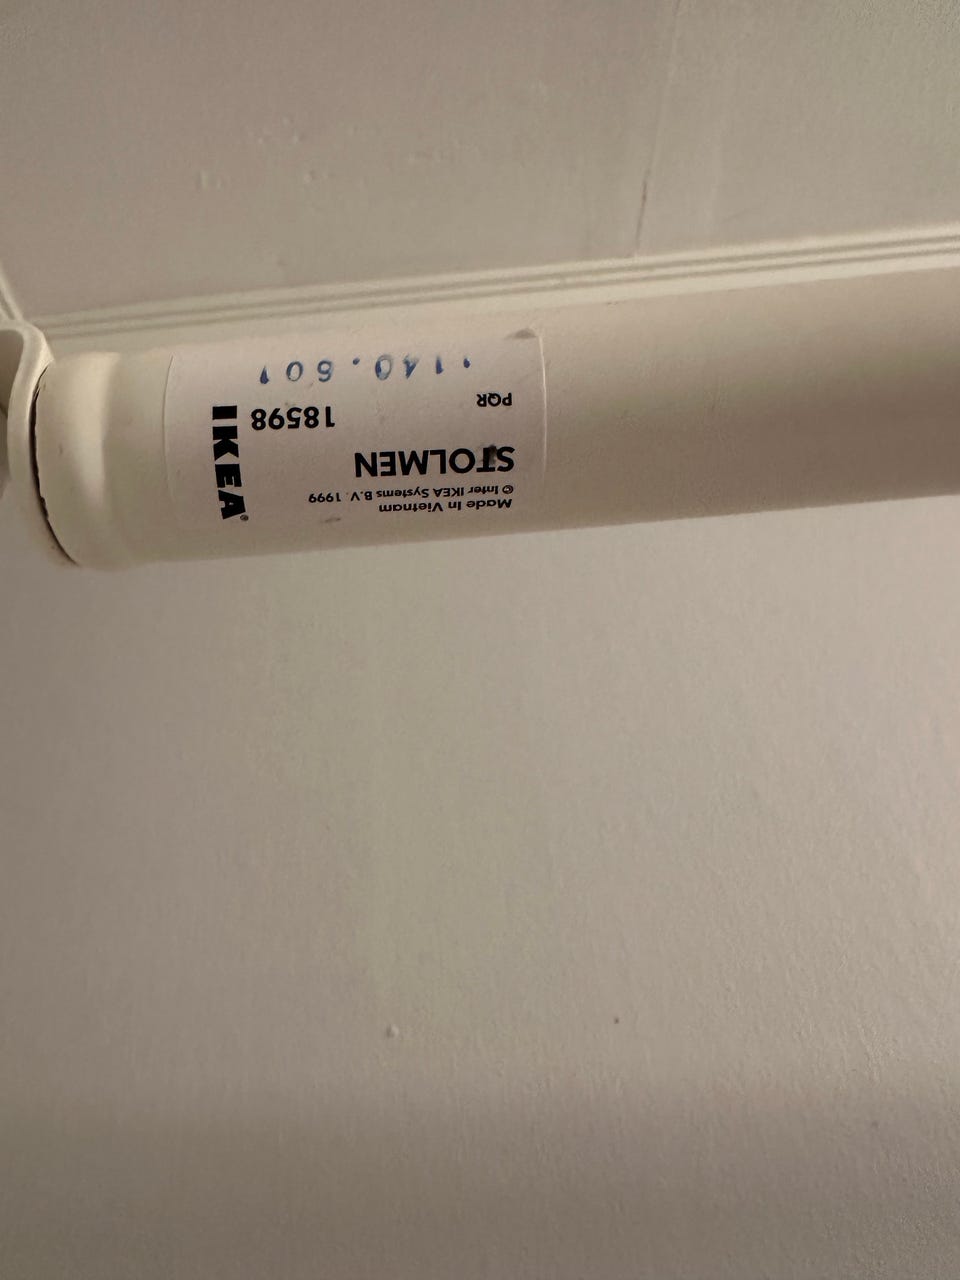 Made In Vietnam
© Inter IKEA Systems B.V. 1999
STOLMEN
PQR
18598
IKEA®